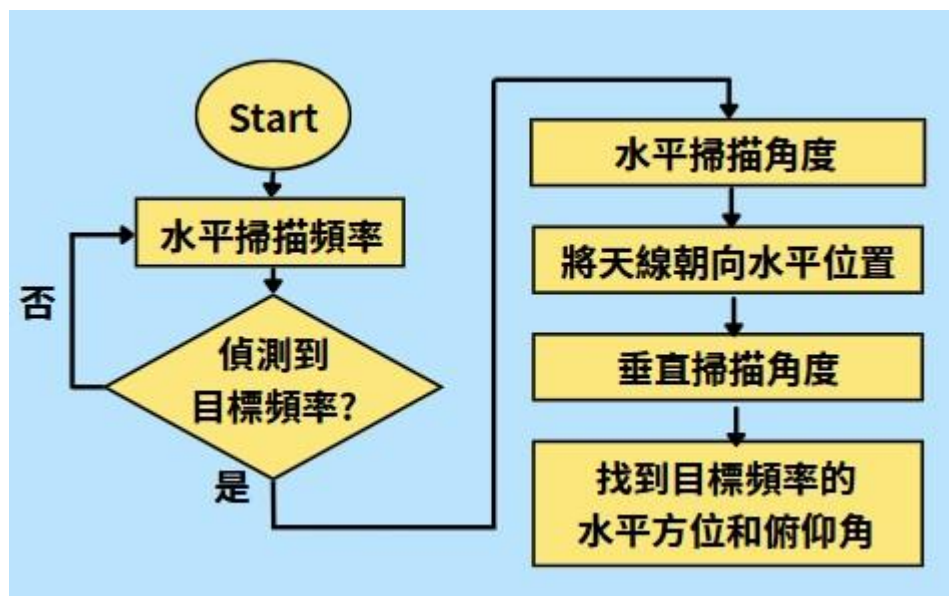 Start
水平掃描頻率
否
偵測到
目標頻率?
是
水平掃描角度
將天線朝向水平位置
垂直掃描角度
找到目標頻率的
水平方位和俯仰角